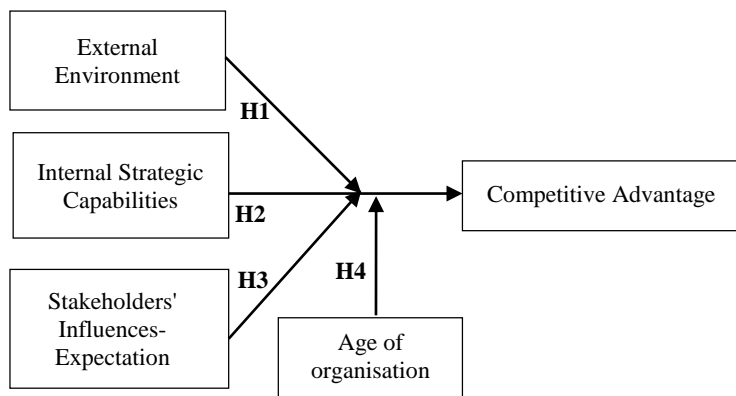 External
Environment
H1
Internal Strategic
Capabilities
Competitive Advantage
H2
H3
H4
Stakeholders'
Influences-
Expectation
Age of
organisation